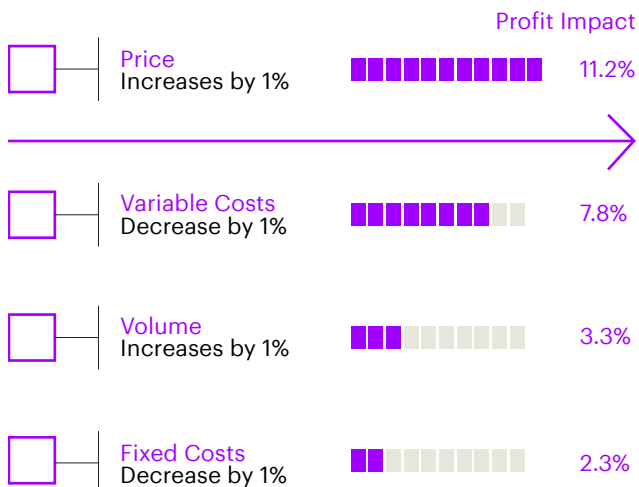 Profit Impact
Price
Increases by 1%
11.2%
Variable Costs
Decrease by 1%
7.8%
Volume
Increases by 1%
3.3%
Fixed Costs
Decrease by 1%
2.3%